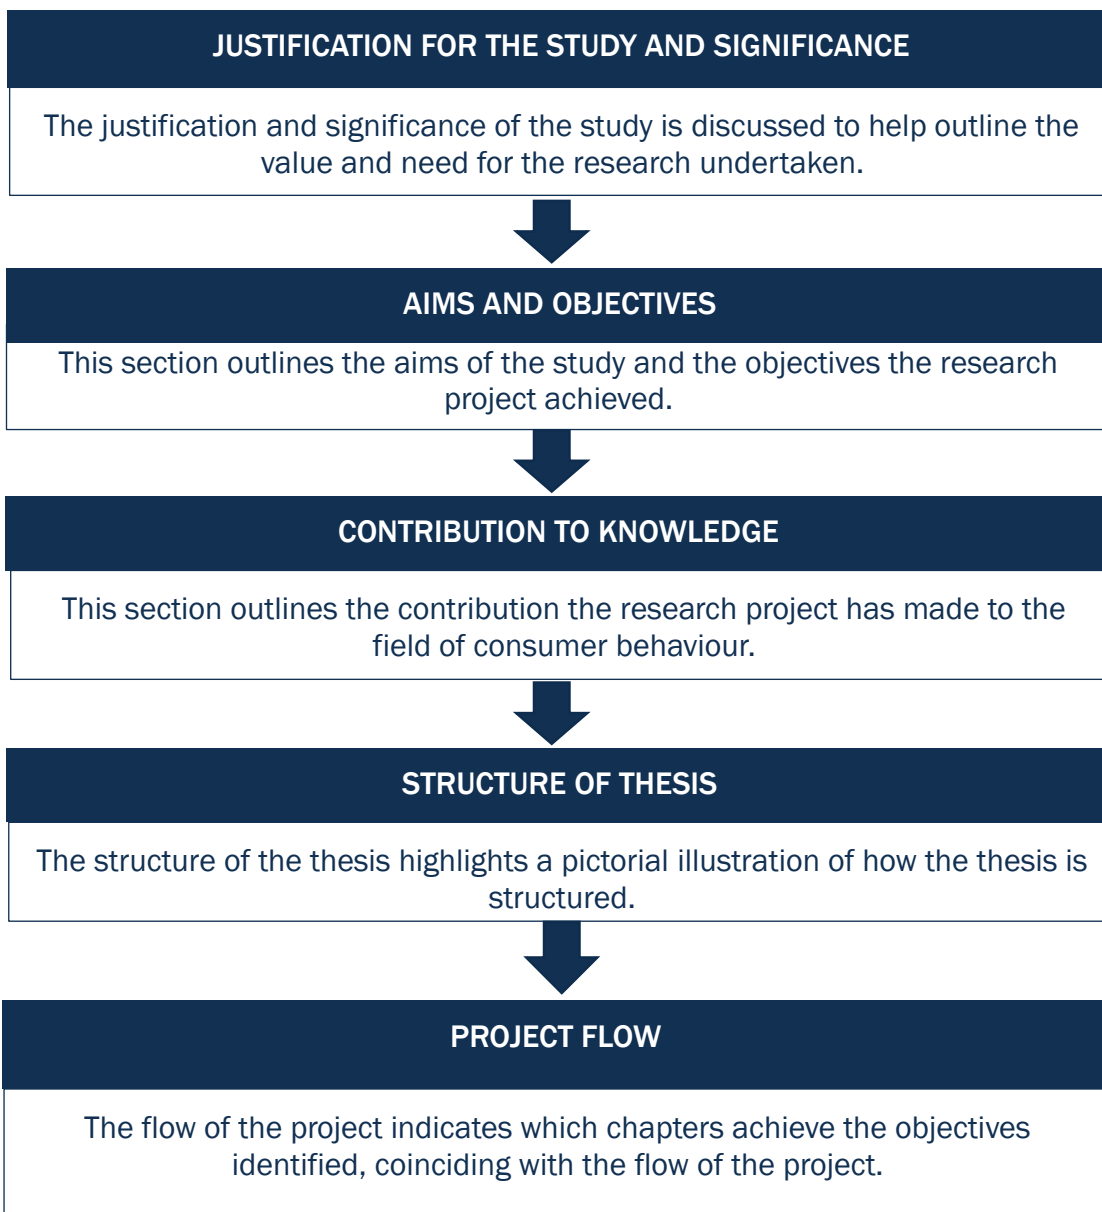 JUSTIFICATION FOR THE STUDY AND SIGNIFICANCE
The justification and significance of the study is discussed to help outline the
value and need for the research undertaken.
AIMS AND OBJECTIVES
This section outlines the aims of the study and the objectives the research
project achieved.
CONTRIBUTION TO KNOWLEDGE
This section outlines the contribution the research project has made to the
field of consumer behaviour.
STRUCTURE OF THESIS
The structure of the thesis highlights a pictorial illustration of how the thesis is
structured.
PROJECT FLOW
The flow of the project indicates which chapters achieve the objectives
identified, coinciding with the flow of the project.